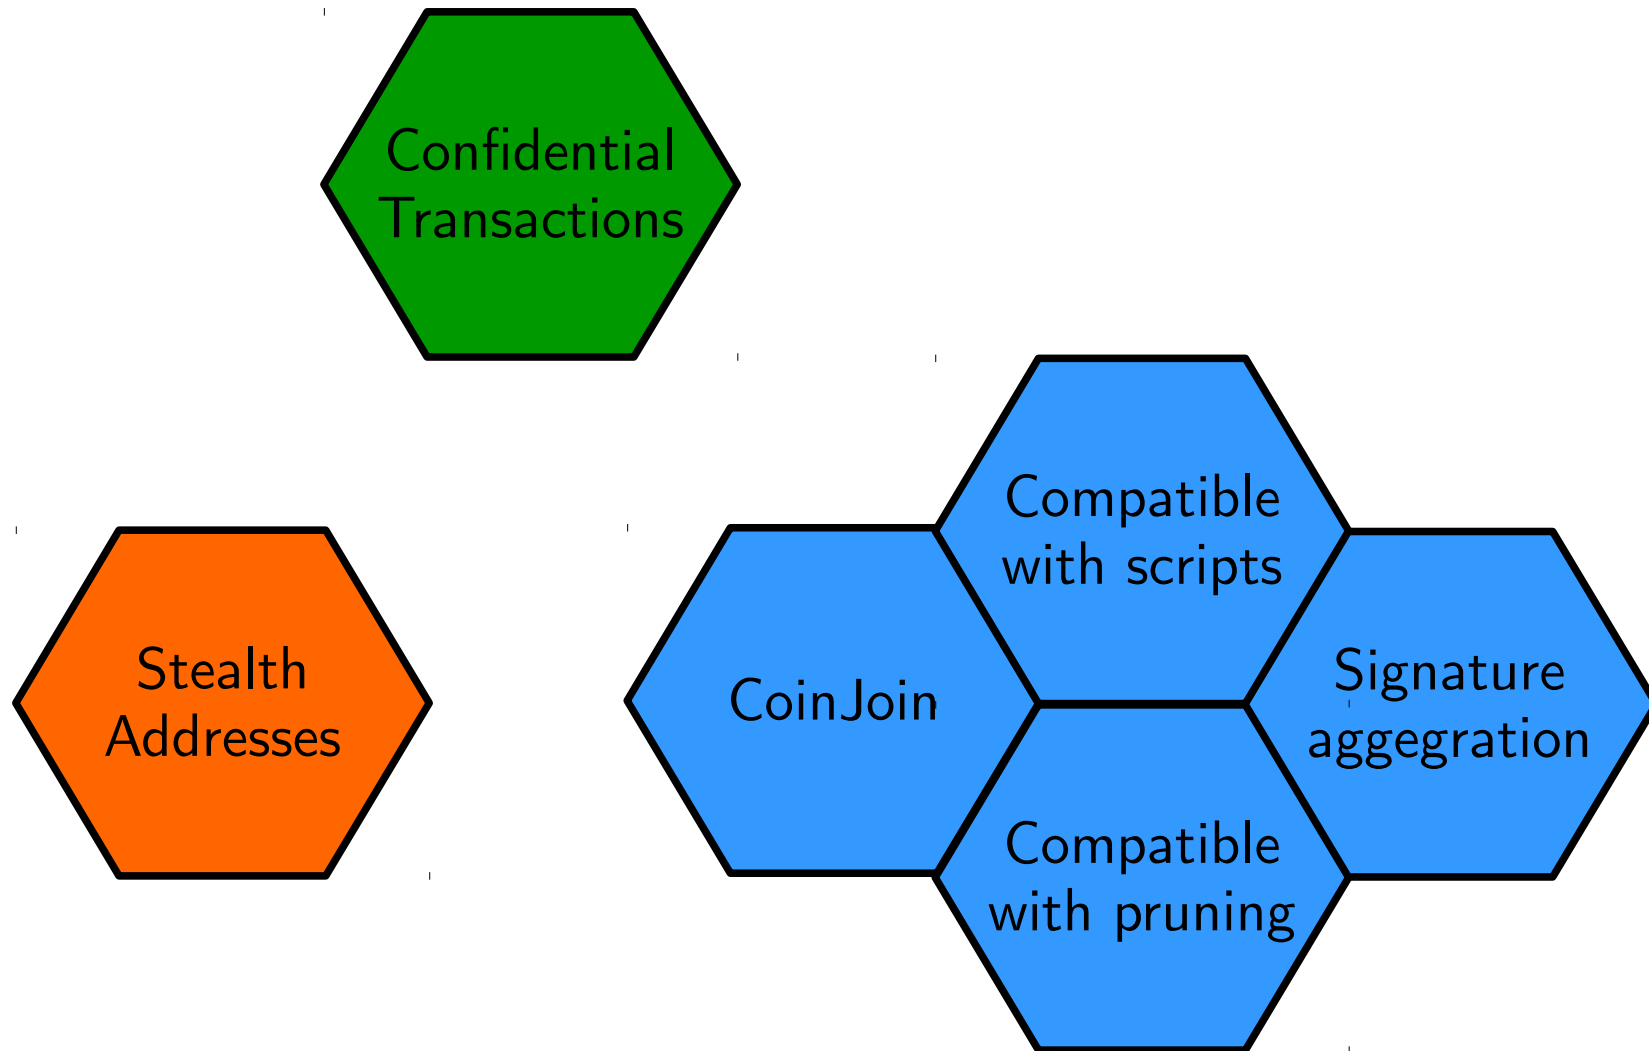 Confidential
Transactions
Compatible
with scripts
Stealth
Addresses
CoinJoin
Signature
aggegration
Compatible
with pruning